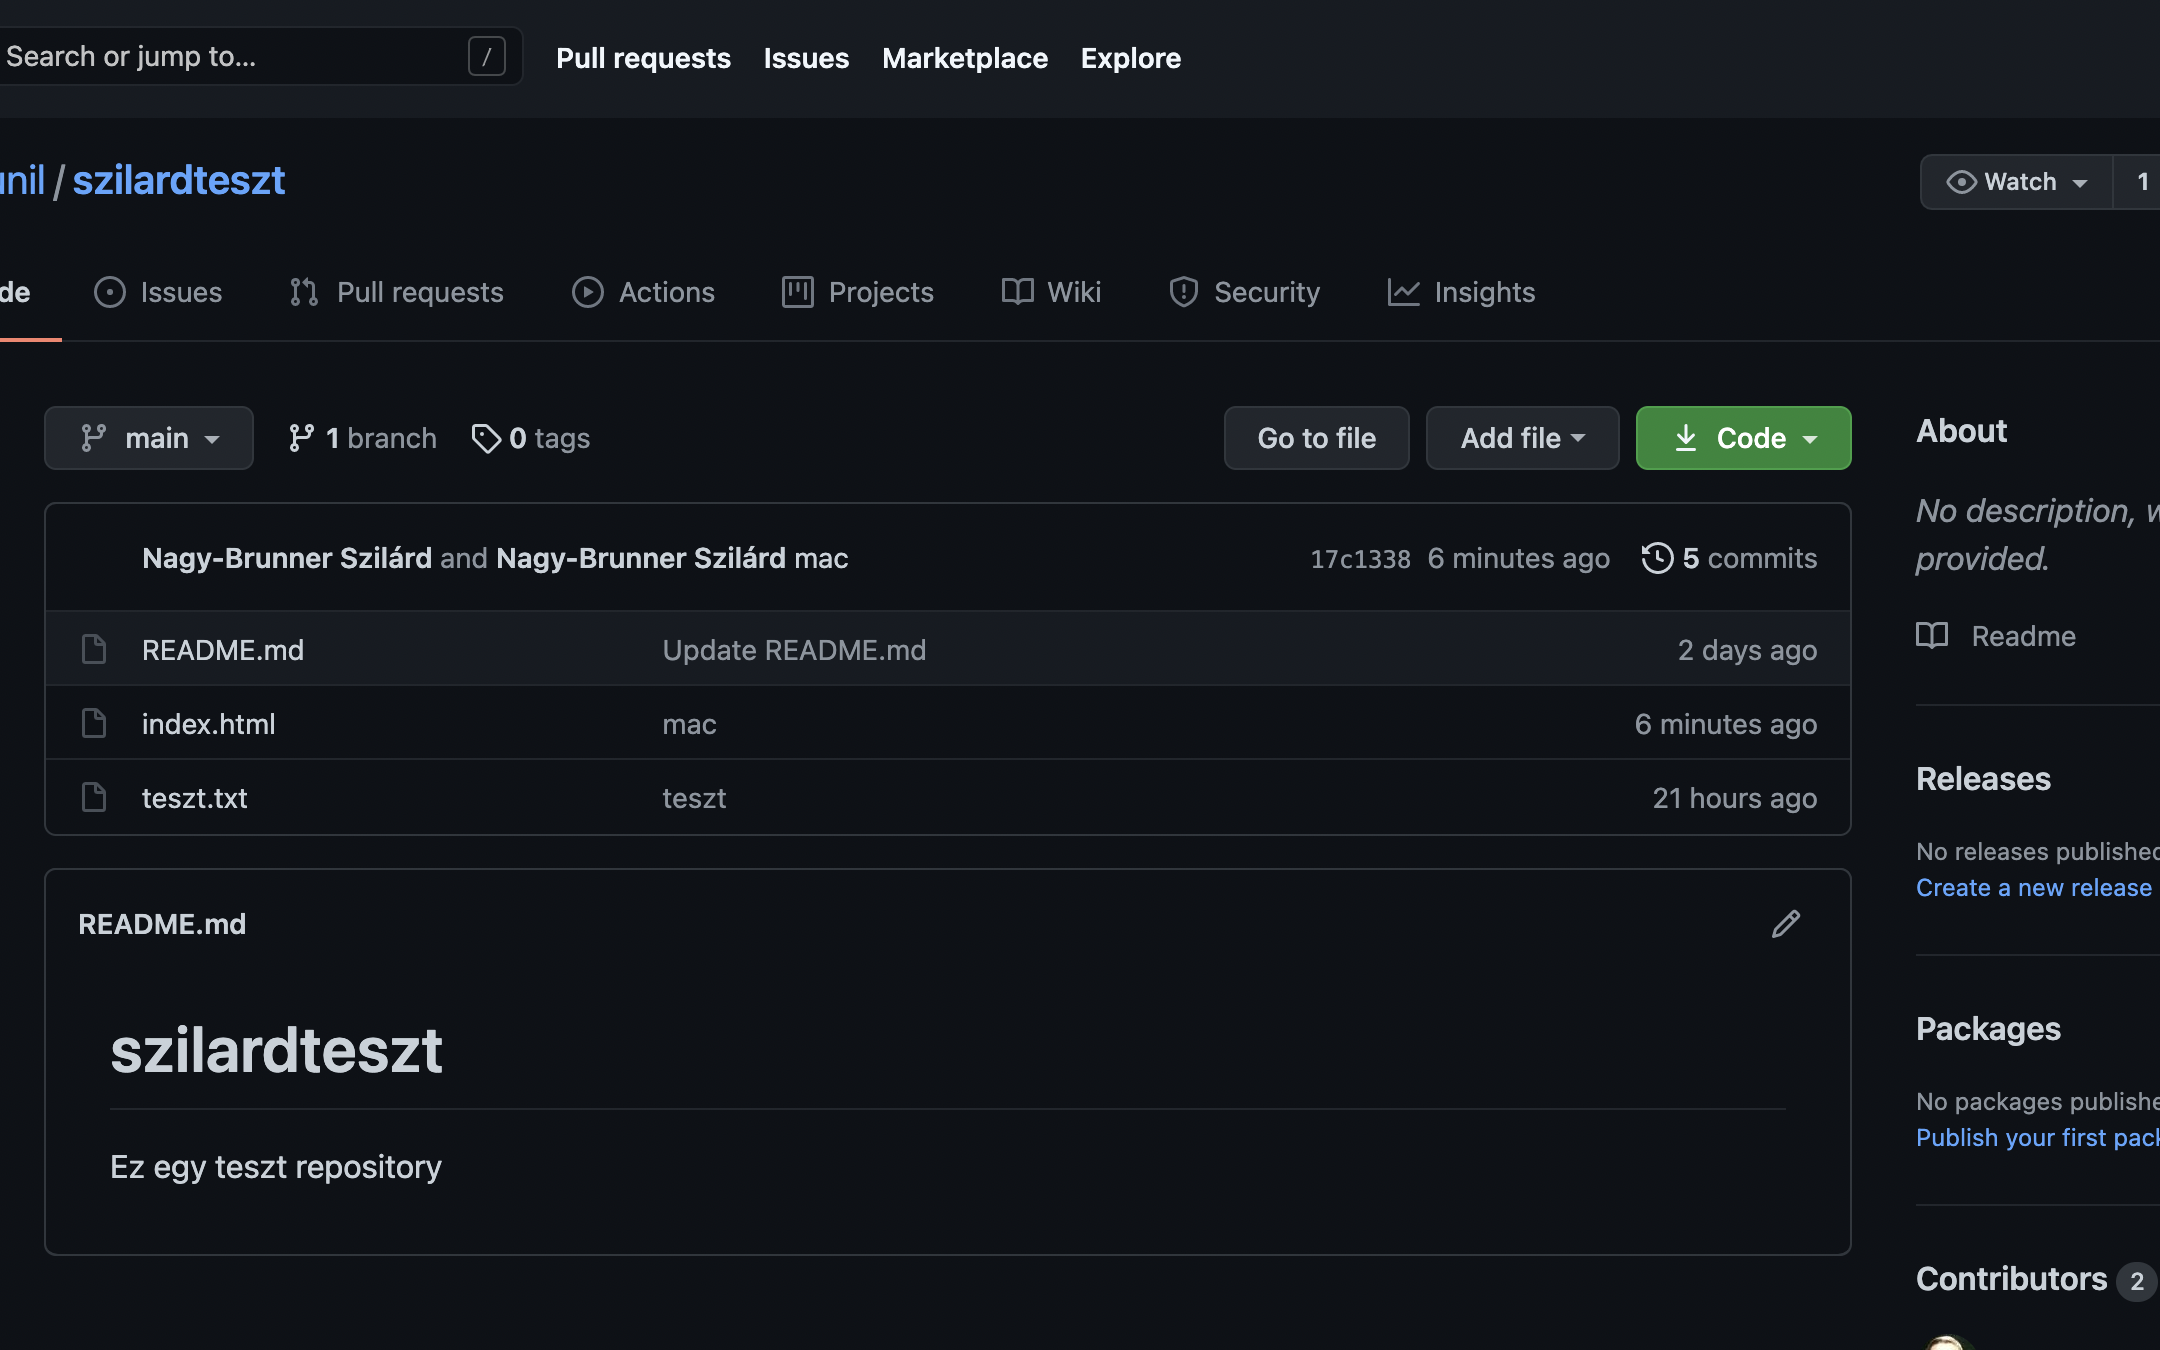 Search or jump to... /
Pull requests Issues Marketplace Explore
unil / szilardteszt
Watch 1
de Issues Pull requests Actions Projects Wiki Security Insights
main 1 branch 0 tags Go to file Add file Code
Nagy-Brunner Szilárd and Nagy-Brunner Szilárd mac 17c1338 6 minutes ago 5 commits
README.md Update README.md 2 days ago
index.html mac 6 minutes ago
teszt.txt teszt 21 hours ago
README.md
szilardteszt
Ez egy teszt repository
About
No description, w
provided.
Readme
Releases
No releases published
Create a new release
Packages
No packages publishe
Publish your first pack
Contributors 2